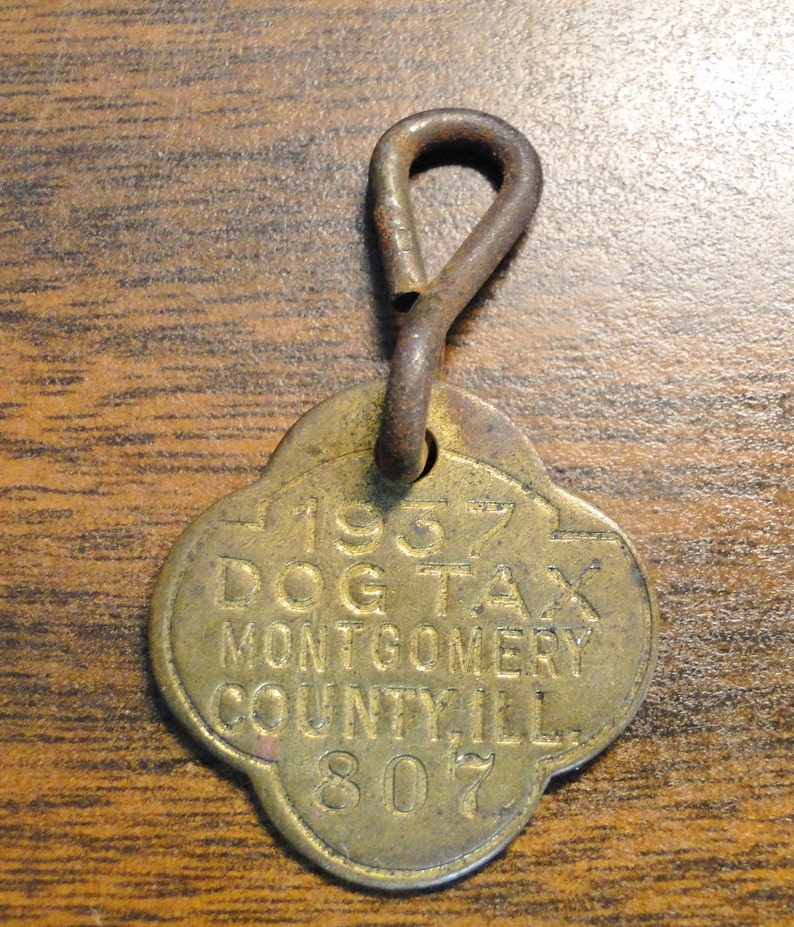 1937
DOG TAX
MONTGOMERY
COUNTY, ILL.
807